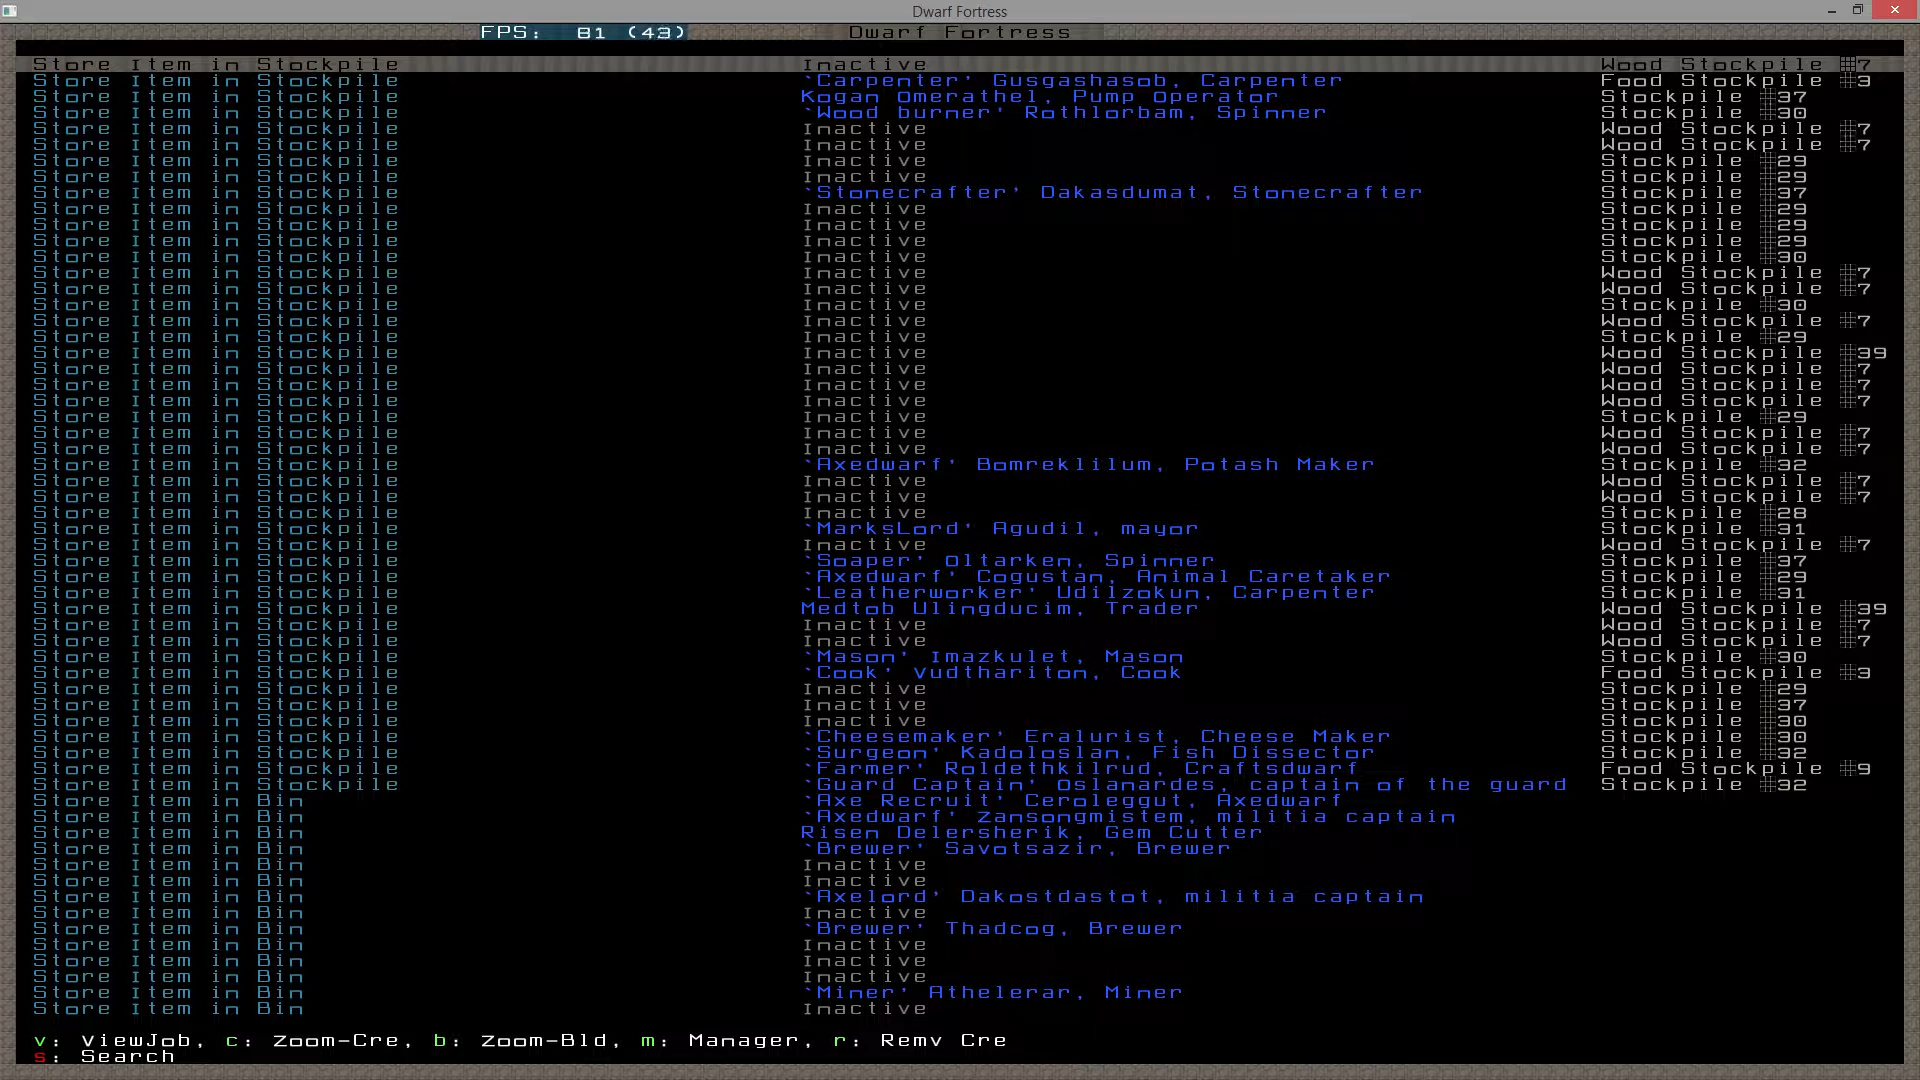 Dwarf Fortress
FPS: 81 (43) Dwarf Fortress
Store Item in Stockpile Inactive Wood Stockpile #7
Store Item in Stockpile `Carpenter' Gusgashasob, Carpenter Food Stockpile #3
Store Item in Stockpile Kogan Omerathel, Pump Operator Stockpile #37
Store Item in Stockpile `Wood burner' Rothlorbam, Spinner Stockpile #30
Store Item in Stockpile Inactive Wood Stockpile #7
Store Item in Stockpile Inactive Wood Stockpile #7
Store Item in Stockpile Inactive Stockpile #29
Store Item in Stockpile Inactive Stockpile #29
Store Item in Stockpile `Stonecrafter' Dakasdumat, Stonecrafter Stockpile #37
Store Item in Stockpile Inactive Stockpile #29
Store Item in Stockpile Inactive Stockpile #29
Store Item in Stockpile Inactive Stockpile #29
Store Item in Stockpile Inactive Stockpile #30
Store Item in Stockpile Inactive Wood Stockpile #7
Store Item in Stockpile Inactive Wood Stockpile #7
Store Item in Stockpile Inactive Stockpile #30
Store Item in Stockpile Inactive Wood Stockpile #7
Store Item in Stockpile Inactive Stockpile #29
Store Item in Stockpile Inactive Wood Stockpile #39
Store Item in Stockpile Inactive Wood Stockpile #7
Store Item in Stockpile Inactive Wood Stockpile #7
Store Item in Stockpile Inactive Wood Stockpile #7
Store Item in Stockpile Inactive Stockpile #29
Store Item in Stockpile Inactive Wood Stockpile #7
Store Item in Stockpile Inactive Wood Stockpile #7
Store Item in Stockpile `Axedwarf' Bomreklilum, Potash Maker Stockpile #32
Store Item in Stockpile Inactive Wood Stockpile #7
Store Item in Stockpile Inactive Wood Stockpile #7
Store Item in Stockpile Inactive Stockpile #28
Store Item in Stockpile `MarksLord' Agudil, mayor Stockpile #31
Store Item in Stockpile Inactive Wood Stockpile #7
Store Item in Stockpile `Soaper' Oltarken, Spinner Stockpile #37
Store Item in Stockpile `Axedwarf' Cogustan, Animal Caretaker Stockpile #29
Store Item in Stockpile `Leatherworker' Udilzokun, Carpenter Stockpile #31
Store Item in Stockpile Medtob Ulingducim, Trader Wood Stockpile #39
Store Item in Stockpile Inactive Wood Stockpile #7
Store Item in Stockpile Inactive Wood Stockpile #7
Store Item in Stockpile `Mason' Imazkulet, Mason Stockpile #30
Store Item in Stockpile `Cook' Vudthariton, Cook Food Stockpile #3
Store Item in Stockpile Inactive Stockpile #29
Store Item in Stockpile Inactive Stockpile #37
Store Item in Stockpile Inactive Stockpile #30
Store Item in Stockpile `Cheesemaker' Eralurist, Cheese Maker Stockpile #30
Store Item in Stockpile `Surgeon' Kadoloslan, Fish Dissector Stockpile #32
Store Item in Stockpile `Farmer' Roldethkilrud, Craftsdwarf Food Stockpile #9
Store Item in Stockpile `Guard Captain' Oslanardes, captain of the guard Stockpile #32
Store Item in Bin `Axe Recruit' Ceroleggut, Axedwarf
Store Item in Bin `Axedwarf' Zansongmistem, militia captain
Store Item in Bin Risen Delersherik, Gem Cutter
Store Item in Bin `Brewer' Savotsazir, Brewer
Store Item in Bin Inactive
Store Item in Bin Inactive
Store Item in Bin `Axelord' Dakostdastot, militia captain
Store Item in Bin Inactive
Store Item in Bin `Brewer' Thadcog, Brewer
Store Item in Bin Inactive
Store Item in Bin Inactive
Store Item in Bin Inactive
Store Item in Bin `Miner' Athelerar, Miner
Store Item in Bin Inactive
v: ViewJob, c: Zoom-Cre, b: Zoom-Bld, m: Manager, r: Remv Cre
s: Search